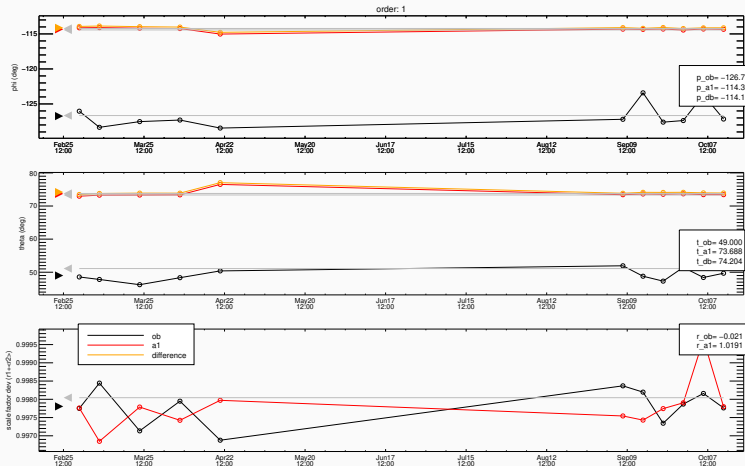 order: 1
phi (deg)
-115
-120
-125
p_ob= -126.7
p_a1= -114.3
p_db= -114.1
Feb25 Mar25 Apr22 May20 Jun17 Jul15 Aug12 Sep09 Oct07
12:00 12:00 12:00 12:00 12:00 12:00 12:00 12:00 12:00
theta (deg)
80
70
60
50
t_ob= 49.000
t_a1= 73.688
t_db= 74.204
Feb25 Mar25 Apr22 May20 Jun17 Jul15 Aug12 Sep09 Oct07
12:00 12:00 12:00 12:00 12:00 12:00 12:00 12:00 12:00
scalefactor dev (r1=<r2>)
0.9995
0.9990
0.9985
0.9980
0.9975
0.9970
ob
a1
difference
r_ob= -0.021
r_a1= 1.0191
Feb25 Mar25 Apr22 May20 Jun17 Jul15 Aug12 Sep09 Oct07
12:00 12:00 12:00 12:00 12:00 12:00 12:00 12:00 12:00